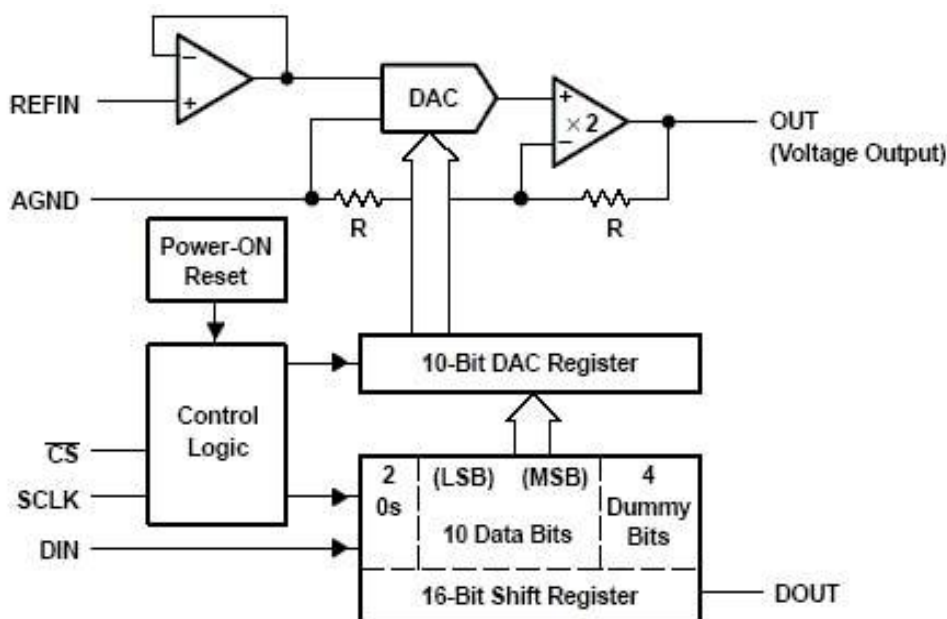 REFIN
−
+
DAC
+
× 2
−
OUT
(Voltage Output)
AGND
R
R
Power-ON
Reset
10-Bit DAC Register
Control
Logic
CS
SCLK
DIN
2
0s
(LSB) (MSB)
10 Data Bits
4
Dummy
Bits
16-Bit Shift Register
DOUT